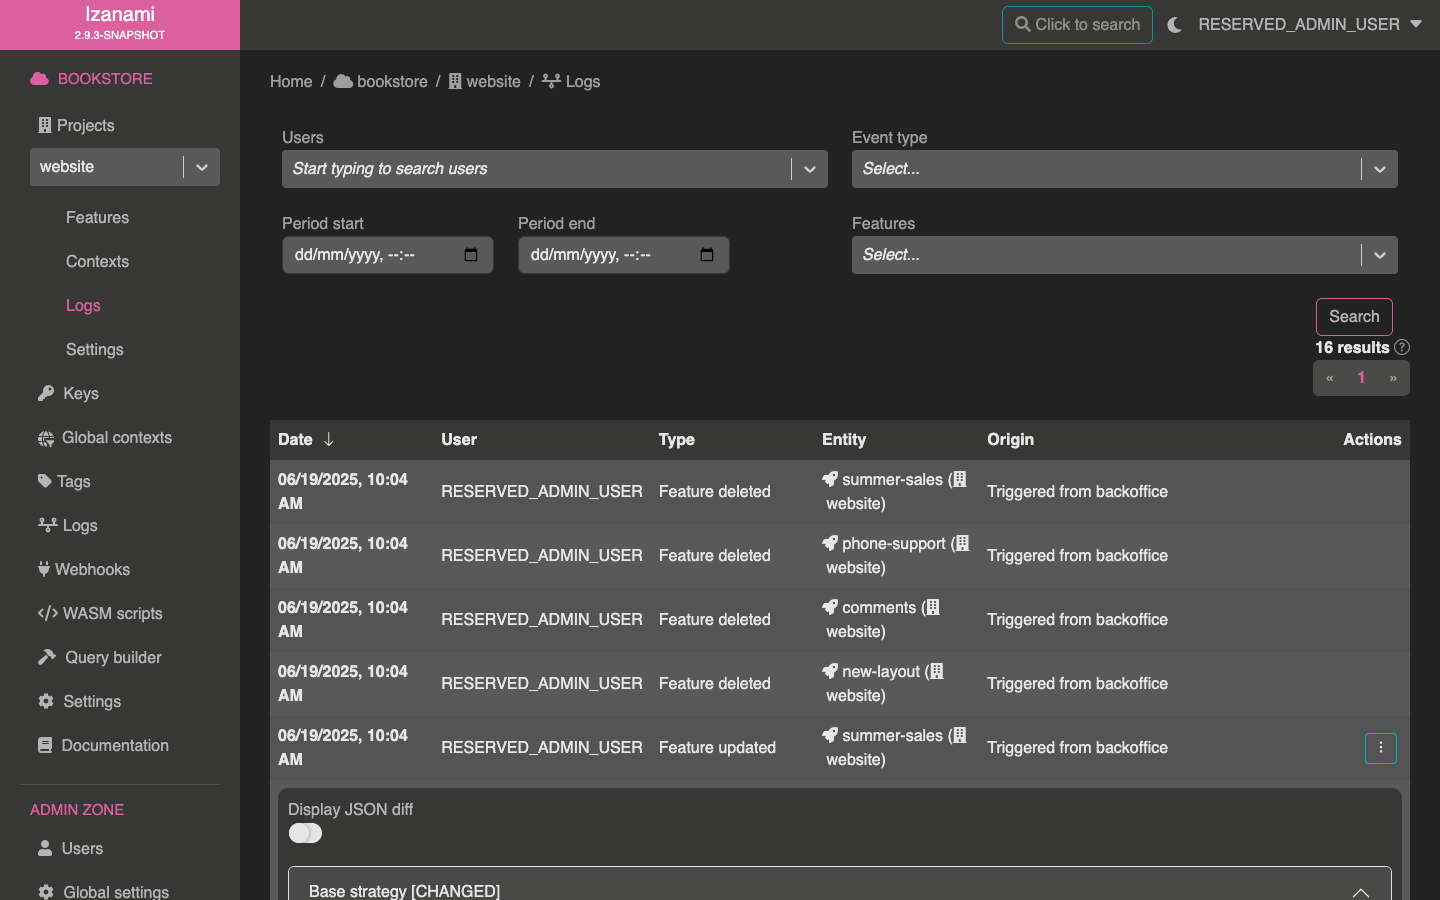 Izanami
2.9.3-SNAPSHOT
Click to search
RESERVED_ADMIN_USER
BOOKSTORE
Projects
website
Features
Contexts
Logs
Settings
Keys
Global contexts
Tags
Logs
Webhooks
WASM scripts
Query builder
Settings
Documentation
ADMIN ZONE
Users
Global settings
Home / bookstore / website / Logs
Users
Start typing to search users
Event type
Select...
Period start
dd/mm/yyyy, --:--
Period end
dd/mm/yyyy, --:--
Features
Select...
Search
16 results ?
« 1 »
Date ↓ User Type Entity Origin Actions
06/19/2025, 10:04 AM RESERVED_ADMIN_USER Feature deleted summer-sales ( website) Triggered from backoffice
06/19/2025, 10:04 AM RESERVED_ADMIN_USER Feature deleted phone-support ( website) Triggered from backoffice
06/19/2025, 10:04 AM RESERVED_ADMIN_USER Feature deleted comments ( website) Triggered from backoffice
06/19/2025, 10:04 AM RESERVED_ADMIN_USER Feature deleted new-layout ( website) Triggered from backoffice
06/19/2025, 10:04 AM RESERVED_ADMIN_USER Feature updated summer-sales ( website) Triggered from backoffice
Display JSON diff
Base strategy [CHANGED]